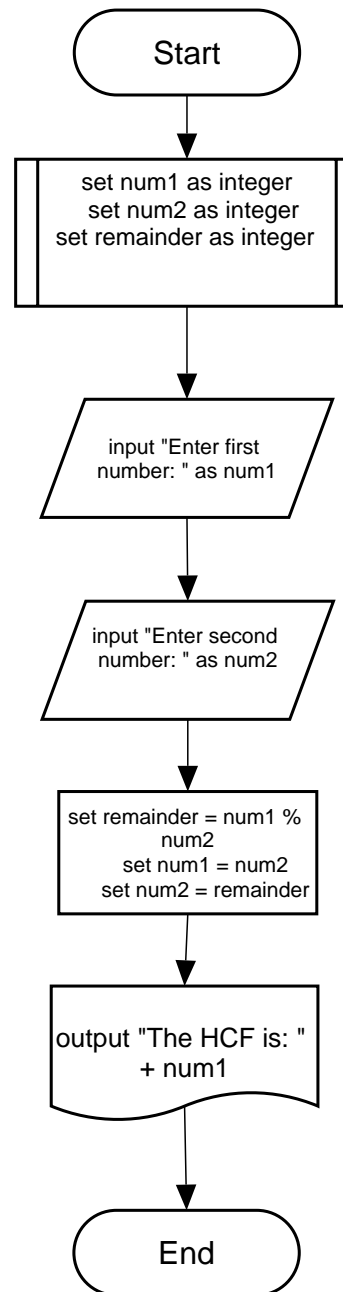 Start
set num1 as integer
set num2 as integer
set remainder as integer
input "Enter first
number: " as num1
input "Enter second
number: " as num2
set remainder = num1 %
num2
set num1 = num2
set num2 = remainder
output "The HCF is: "
+ num1
End